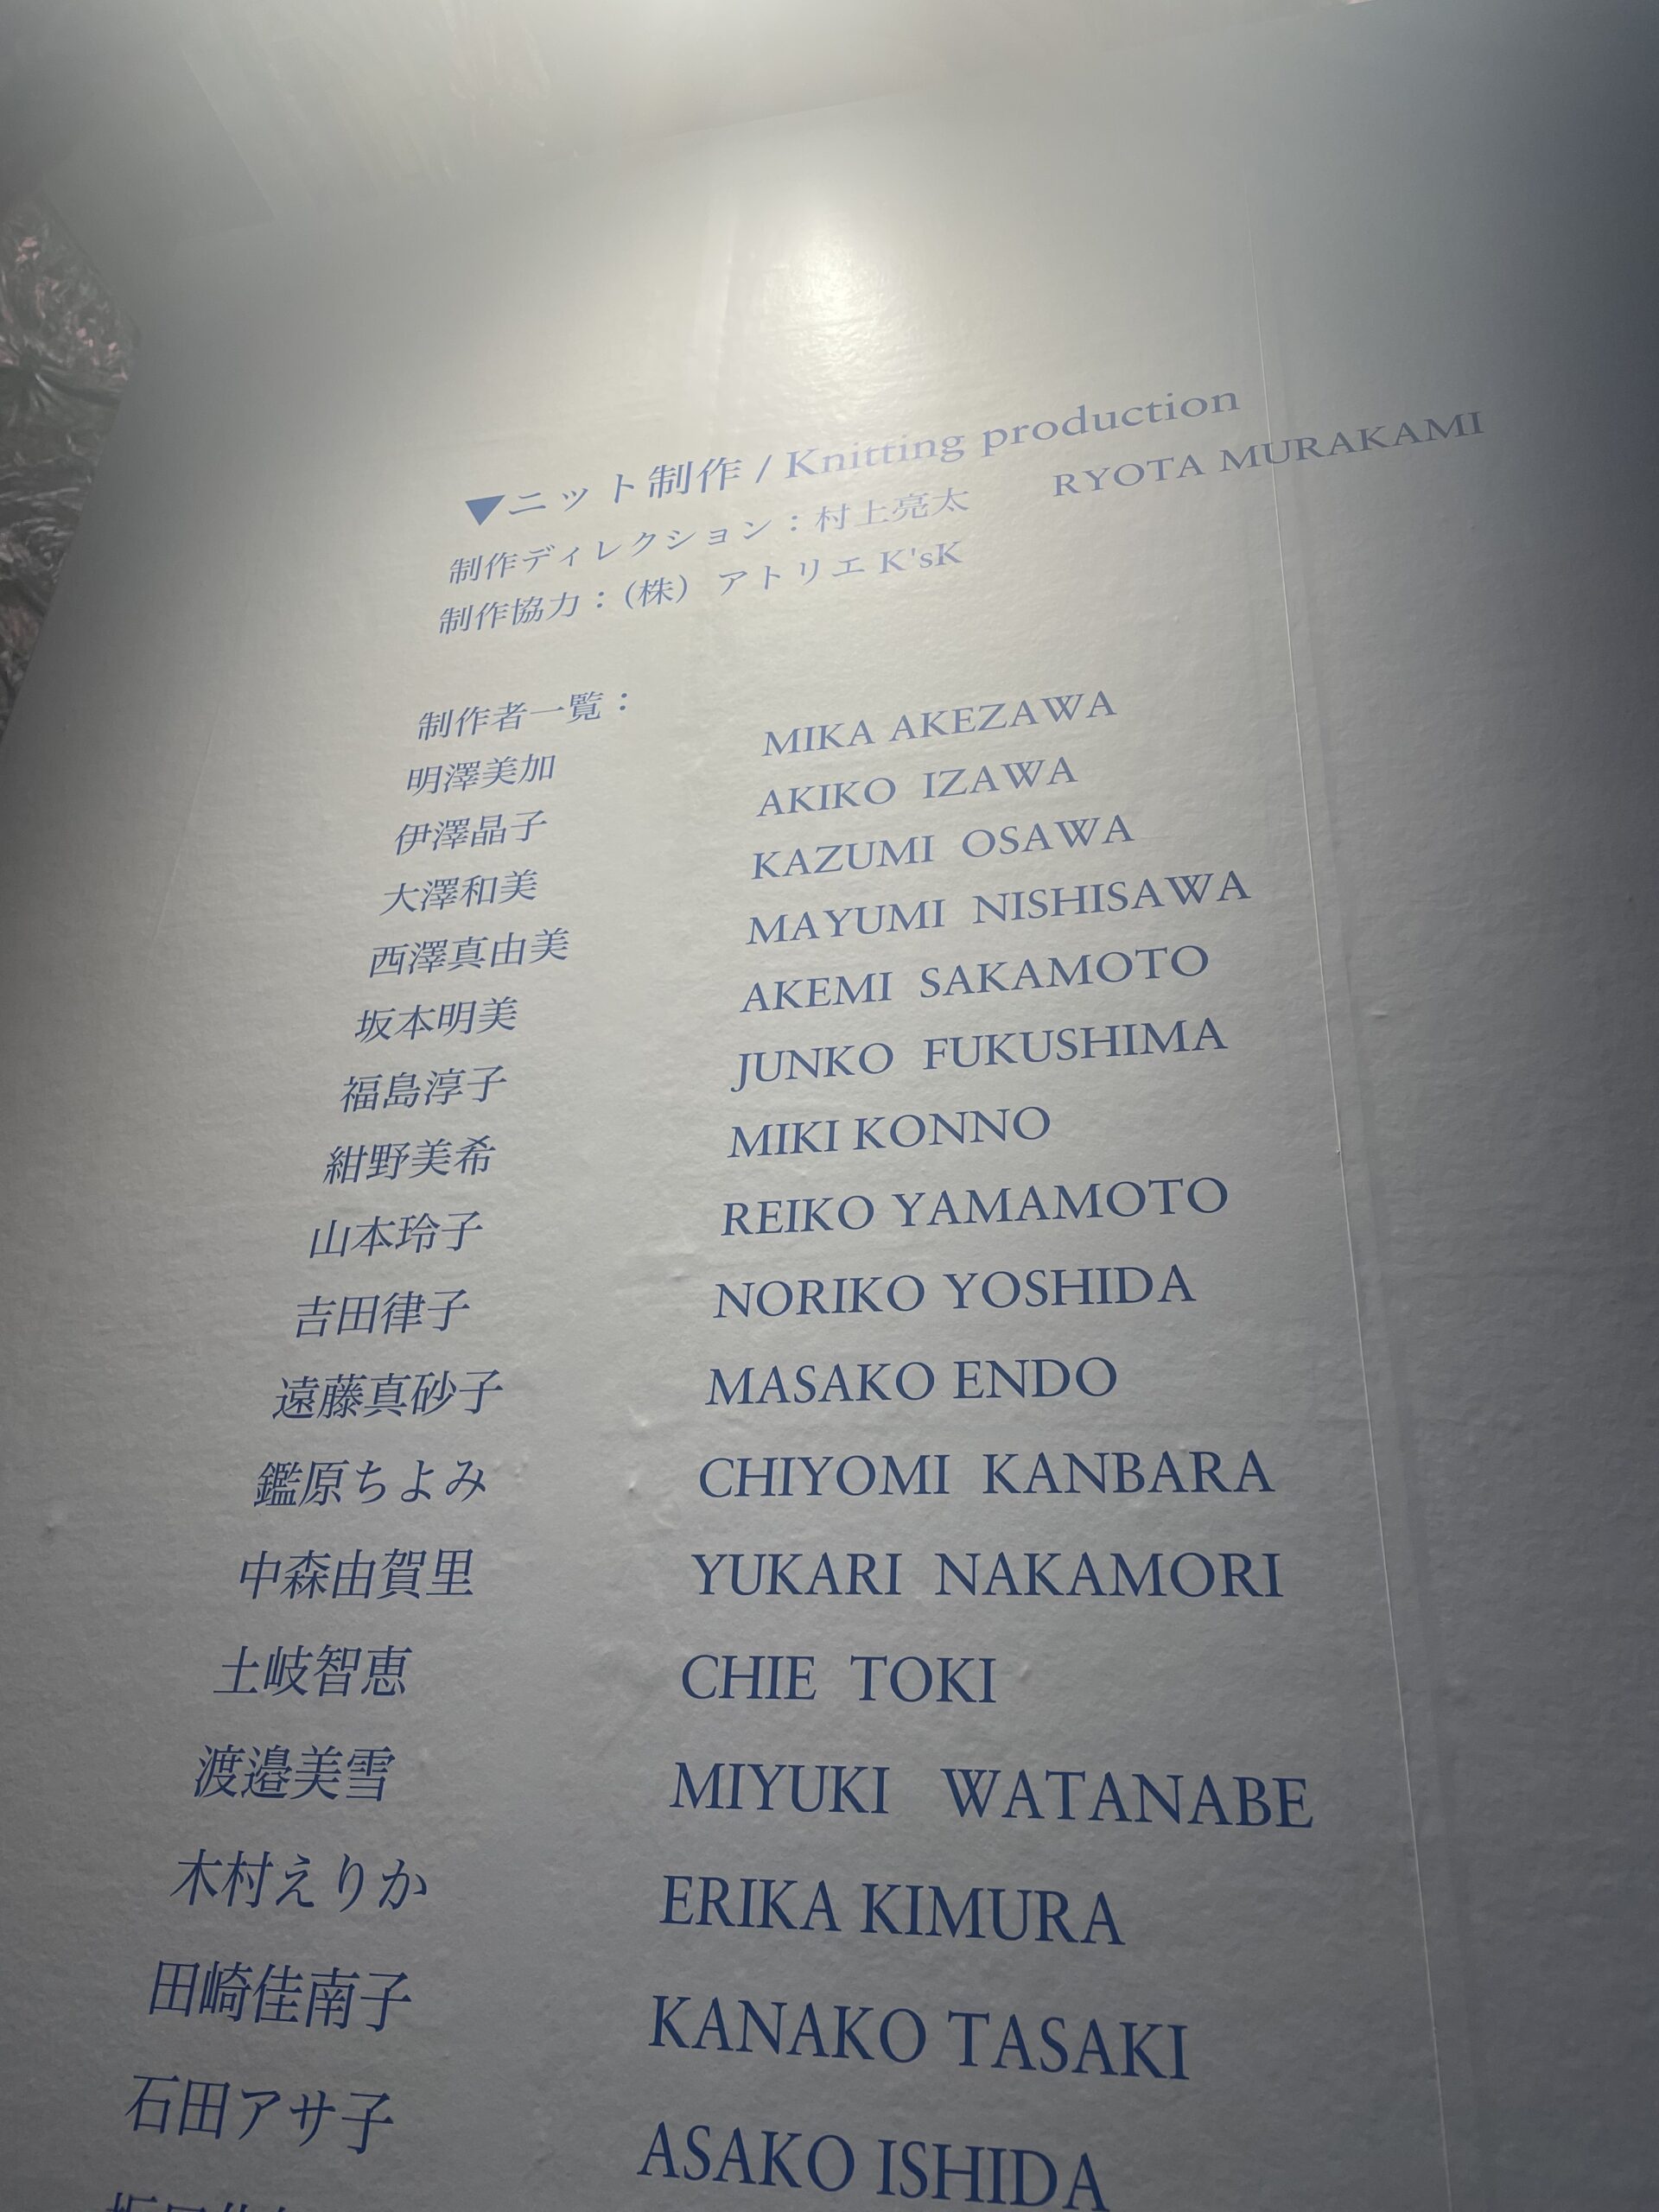 ▼ニット制作 / Knitting production
制作ディレクション：村上亮太 RYOTA MURAKAMI
制作協力：（株）アトリエ K'sK
制作者一覧：
明澤美加 MIKA AKEZAWA
伊澤晶子 AKIKO IZAWA
大澤和美 KAZUMI OSAWA
西澤真由美 MAYUMI NISHISAWA
坂本明美 AKEMI SAKAMOTO
福島淳子 JUNKO FUKUSHIMA
紺野美希 MIKI KONNO
山本玲子 REIKO YAMAMOTO
吉田律子 NORIKO YOSHIDA
遠藤真砂子 MASAKO ENDO
鑑原ちよみ CHIYOMI KANBARA
中森由賀里 YUKARI NAKAMORI
土岐智恵 CHIE TOKI
渡邉美雪 MIYUKI WATANABE
木村えりか ERIKA KIMURA
田崎佳南子 KANAKO TASAKI
石田アサ子 ASAKO ISHIDA